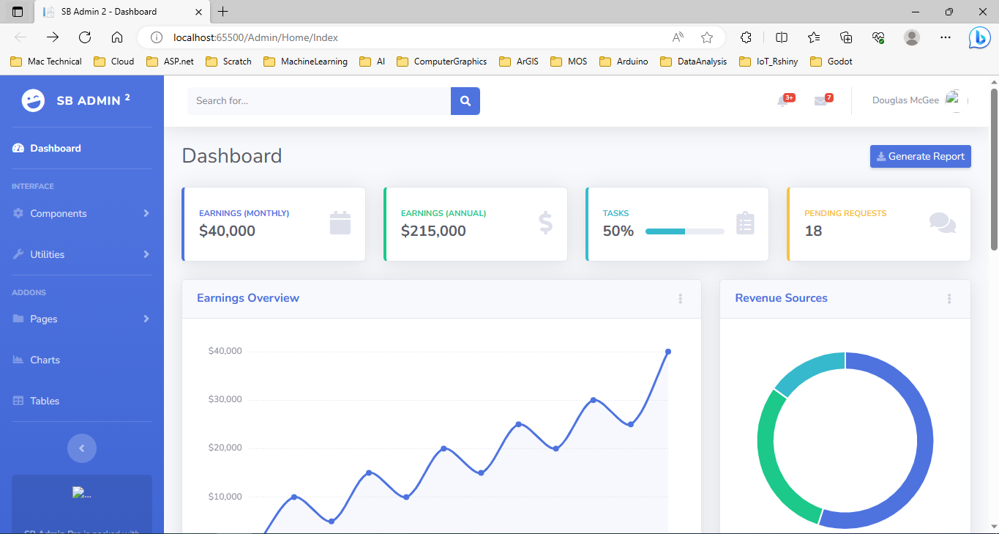 SB Admin 2 - Dashboard
localhost:65500/Admin/Home/Index
Mac Technical Cloud ASP.net Scratch MachineLearning AI ComputerGraphics ArGIS MOS Arduino DataAnalysis IoT_Rshiny Godot
SB ADMIN 2
Search for...
3+ 7 Douglas McGee
Dashboard
INTERFACE
Components
Utilities
ADDONS
Pages
Charts
Tables
SB Admin Pro is packed with
Dashboard
Generate Report
EARNINGS (MONTHLY)
$40,000
EARNINGS (ANNUAL)
$215,000
TASKS
50%
PENDING REQUESTS
18
Earnings Overview
$40,000
$30,000
$20,000
$10,000
Revenue Sources